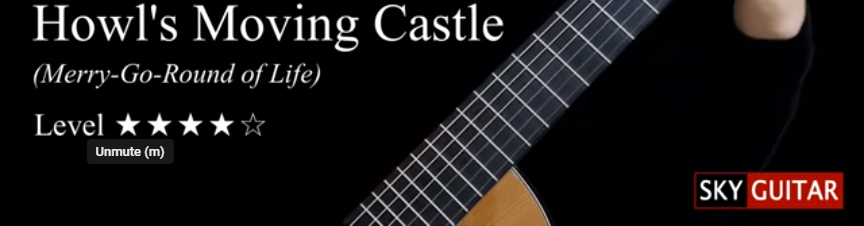 Howl's Moving Castle
(Merry-Go-Round of Life)
Level ★★★★☆
Unmute (m)
SKY GUITAR